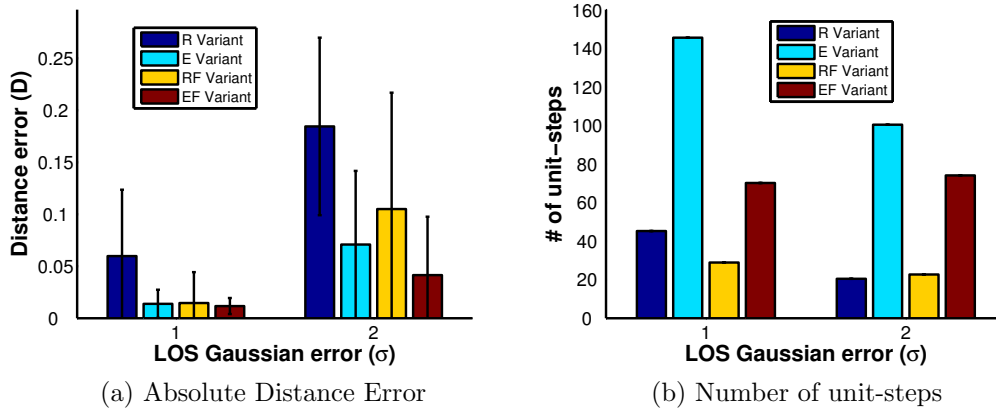 R Variant
E Variant
RF Variant
EF Variant
0.25
0.2
0.15
0.1
0.05
0
Distance error (D)
1 2
LOS Gaussian error (σ)
(a) Absolute Distance Error
R Variant
E Variant
RF Variant
EF Variant
160
140
120
100
80
60
40
20
0
# of unit−steps
1 2
LOS Gaussian error (σ)
(b) Number of unit-steps